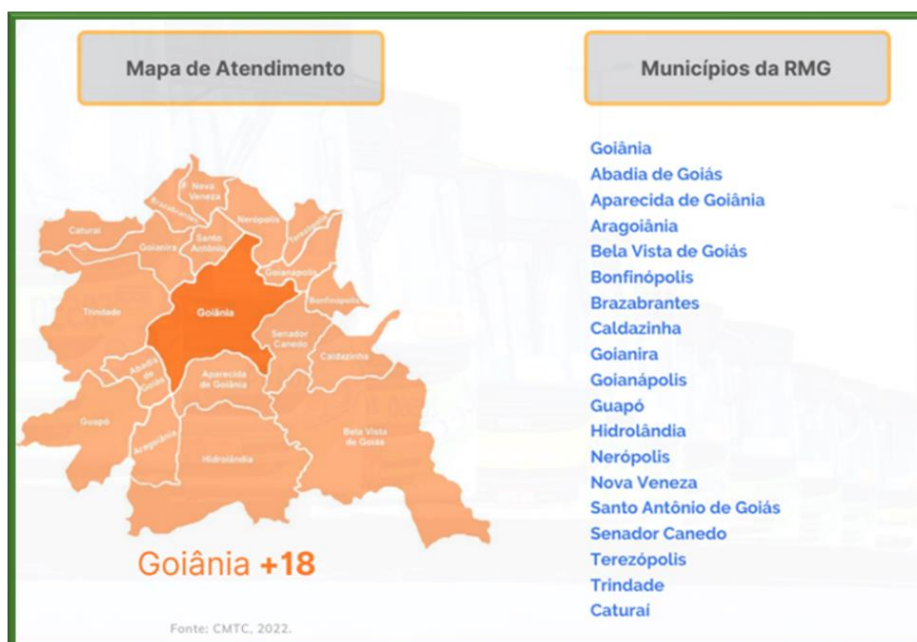 Mapa de Atendimento
Municípios da RMG
Nova
Veneza
Brazabrantes
Nerópolis
Terezópolis
Caturaí
Goianira
Santo
Antônio
Goianápolis
Trindade
Goiânia
Bonfinópolis
Senador
Canedo
Caldazinha
Abadia
de
Goiás
Aparecida
de Goiânia
Guapó
Aragoiânia
Hidrolândia
Bela Vista
de Goiás
Goiânia +18
Fonte: CMTC, 2022.
Goiânia
Abadia de Goiás
Aparecida de Goiânia
Aragoiânia
Bela Vista de Goiás
Bonfinópolis
Brazabrantes
Caldazinha
Goianira
Goianápolis
Guapó
Hidrolândia
Nerópolis
Nova Veneza
Santo Antônio de Goiás
Senador Canedo
Terezópolis
Trindade
Caturaí